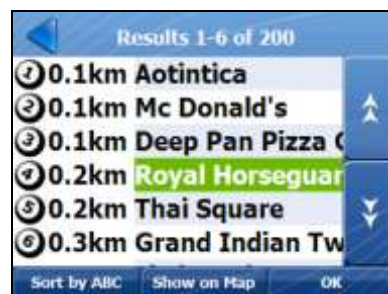 Results 1-6 of 200
1 0.1km Aotintica
2 0.1km Mc Donald's
3 0.1km Deep Pan Pizza C
4 0.2km Royal Horseguar
5 0.2km Thai Square
6 0.3km Grand Indian Tw
Sort by ABC Show on Map OK